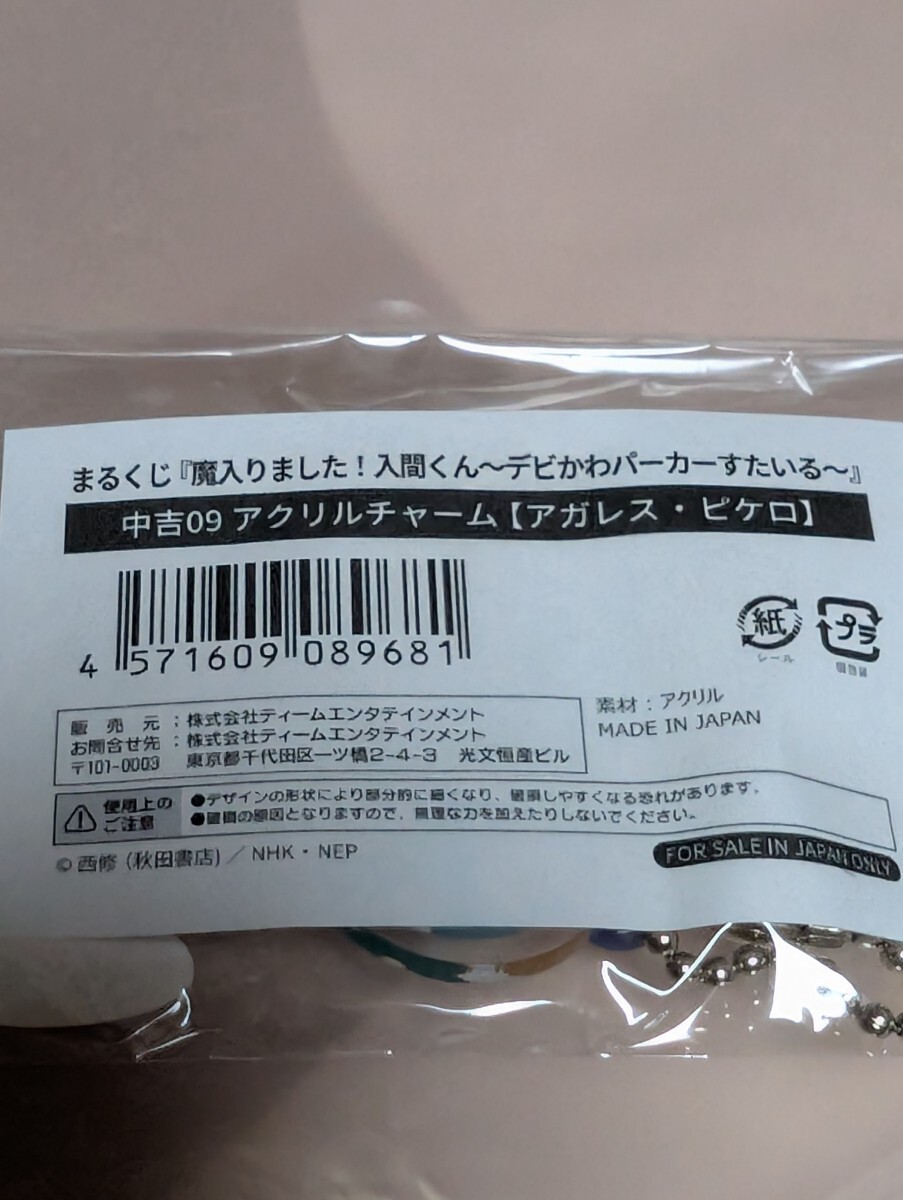 まるくじ『魔入りました!入間くん~デビかわパーカーすたいる~』
中吉09 アクリルチャーム【アガレス・ピケロ】
4 571609 089681
紙
シール
プラ
個包装
素材:アクリル
MADE IN JAPAN
販売元:株式会社ティームエンタテインメント
お問合せ先:株式会社ティームエンタテインメント
〒101-0003 東京都千代田区一ツ橋2-4-3 光文恒産ビル
使用上のご注意
●デザインの形状により部分的に細くなり、破損しやすくなる恐れがあります。
●破損の原因となりますので、無理な力を加えたりしないでください。
© 西修(秋田書店)/NHK・NEP
FOR SALE IN JAPAN ONLY